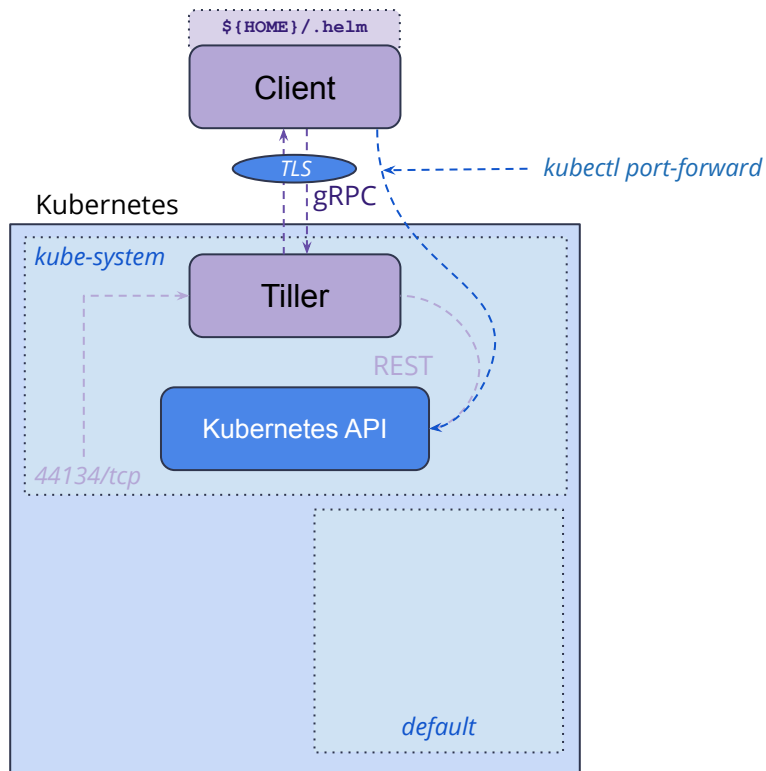 ${HOME}/.helm
Client
TLS
kubectl port-forward
gRPC
Kubernetes
kube-system
Tiller
REST
Kubernetes API
44134/tcp
default